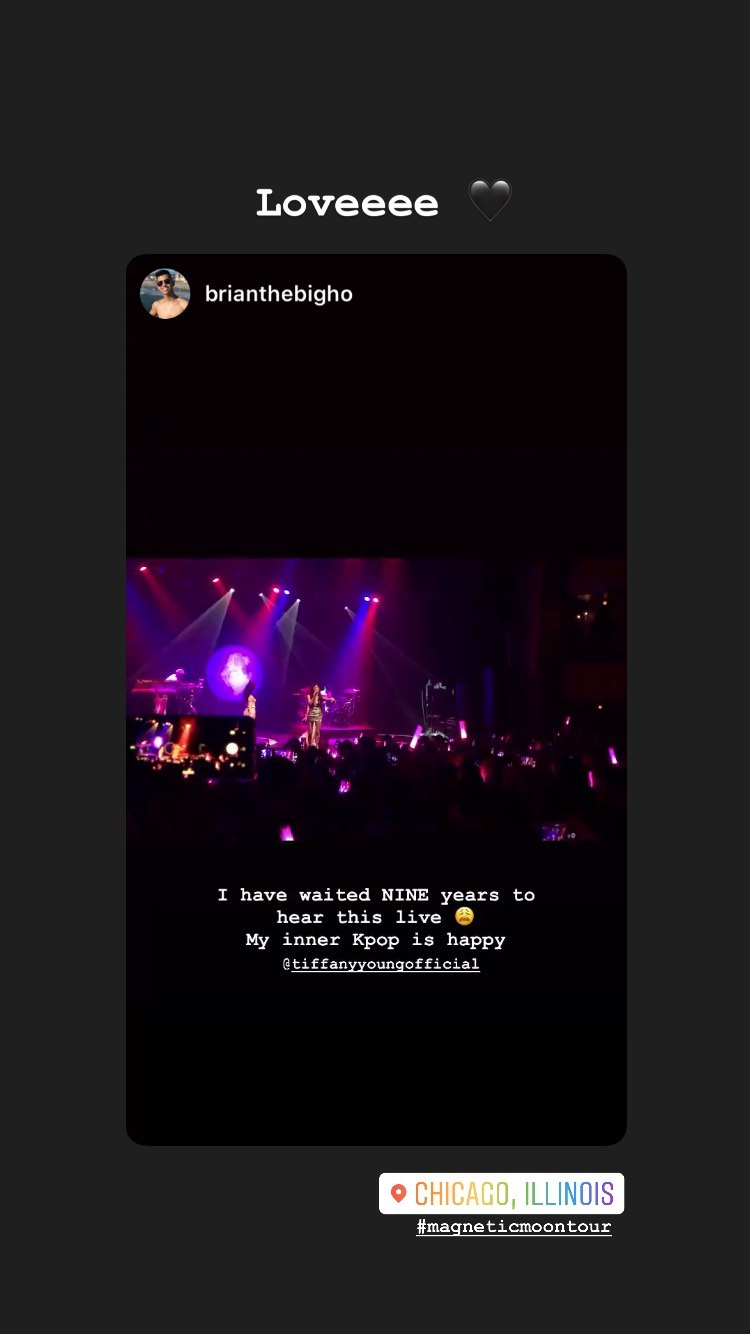 Loveeee 🖤
brianthebigho
I have waited NINE years to
hear this live 😩
My inner Kpop is happy
@tiffanyyoungofficial
CHICAGO, ILLINOIS
#magneticmoontour